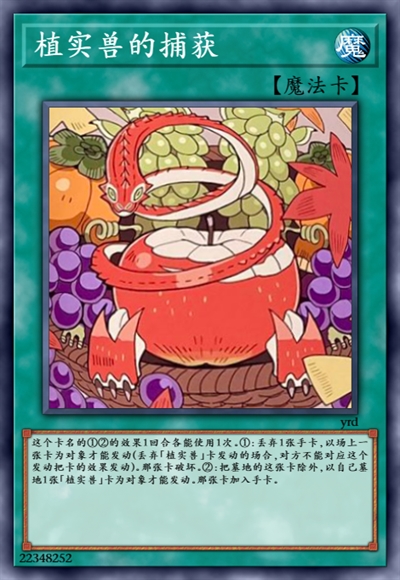 植实兽的捕获
魔
【魔法卡】
yrd
这个卡名的①②的效果1回合各能使用1次。①：丢弃1张手卡，以场上一
张卡为对象才能发动(丢弃「植实兽」卡发动的场合，对方不能对应这个
发动把卡的效果发动)。那张卡破坏。②：把墓地的这张卡除外，以自己墓
地1张「植实兽」卡为对象才能发动。那张卡加入手卡。
22348252